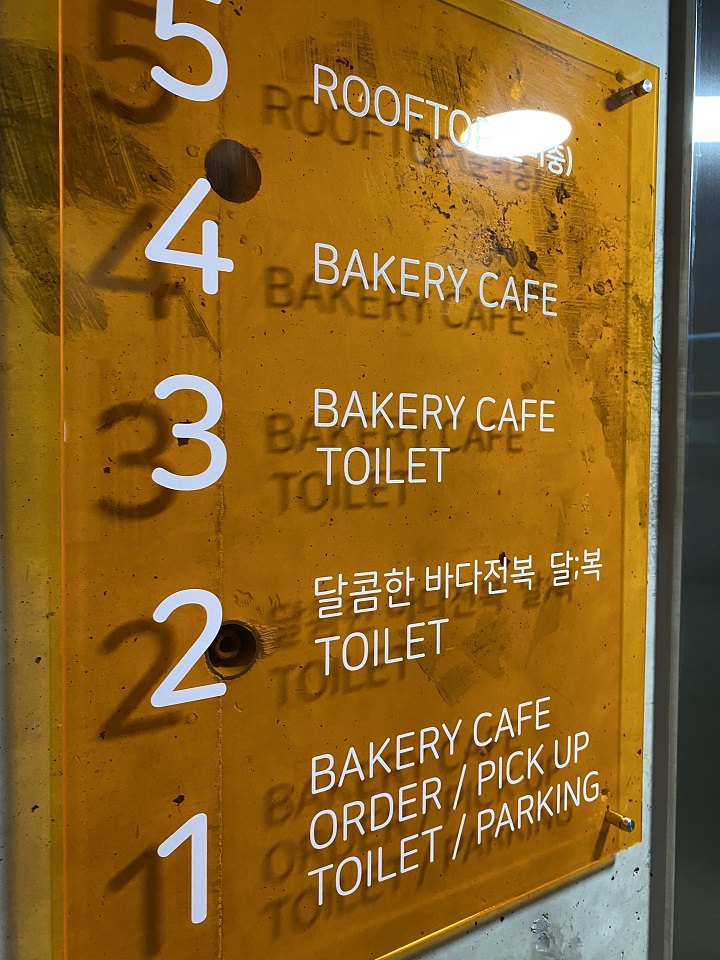 5
ROOFTOP
4
BAKERY CAFE
3
BAKERY CAFE
TOILET
2
달콤한 바다전복 달;복
TOILET
1
BAKERY CAFE
ORDER / PICK UP
TOILET / PARKING